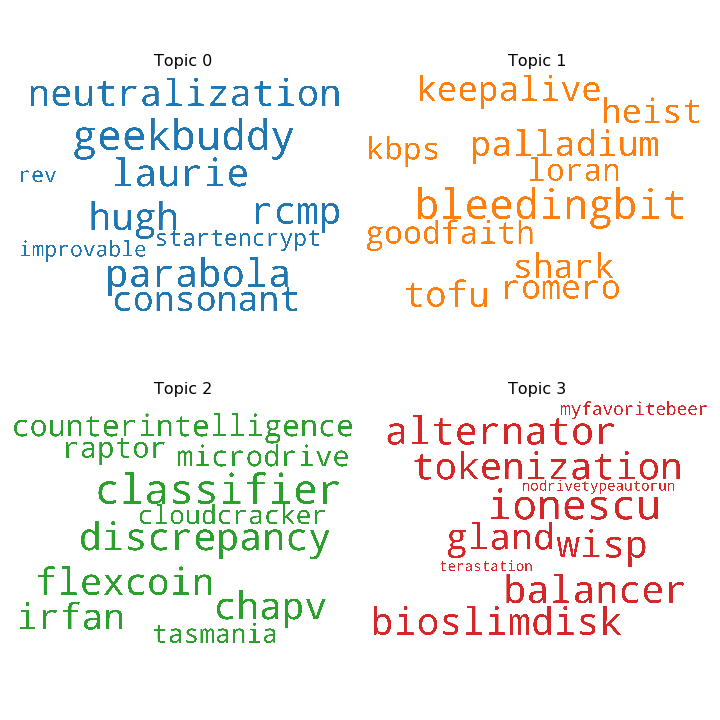 Topic 0
neutralization
geekbuddy
laurie
rev
hugh
rcmp
startencrypt
improvable
parabola
consonant
Topic 1
keepalive
heist
kbps
palladium
loran
bleedingbit
goodfaith
shark
tofu
romero
Topic 2
counterintelligence
raptor
microdrive
classifier
cloudcracker
discrepancy
flexcoin
irfan
chapv
tasmania
Topic 3
myfavoritebeer
alternator
tokenization
nodrivetypeautorun
ionescu
gland
wisp
terastation
balancer
bioslimdisk